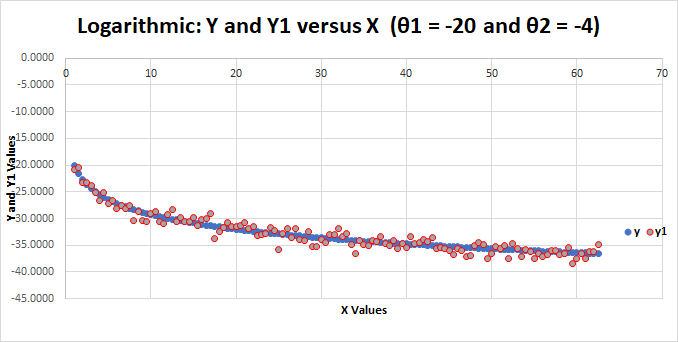 Logarithmic: Y and Y1 versus X (θ1 = -20 and θ2 = -4)
0.0000
0 10 20 30 40 50 60 70
-5.0000
-10.0000
-15.0000
-20.0000
-25.0000
-30.0000
-35.0000
-40.0000
-45.0000
Y and Y1 Values
y y1
X Values